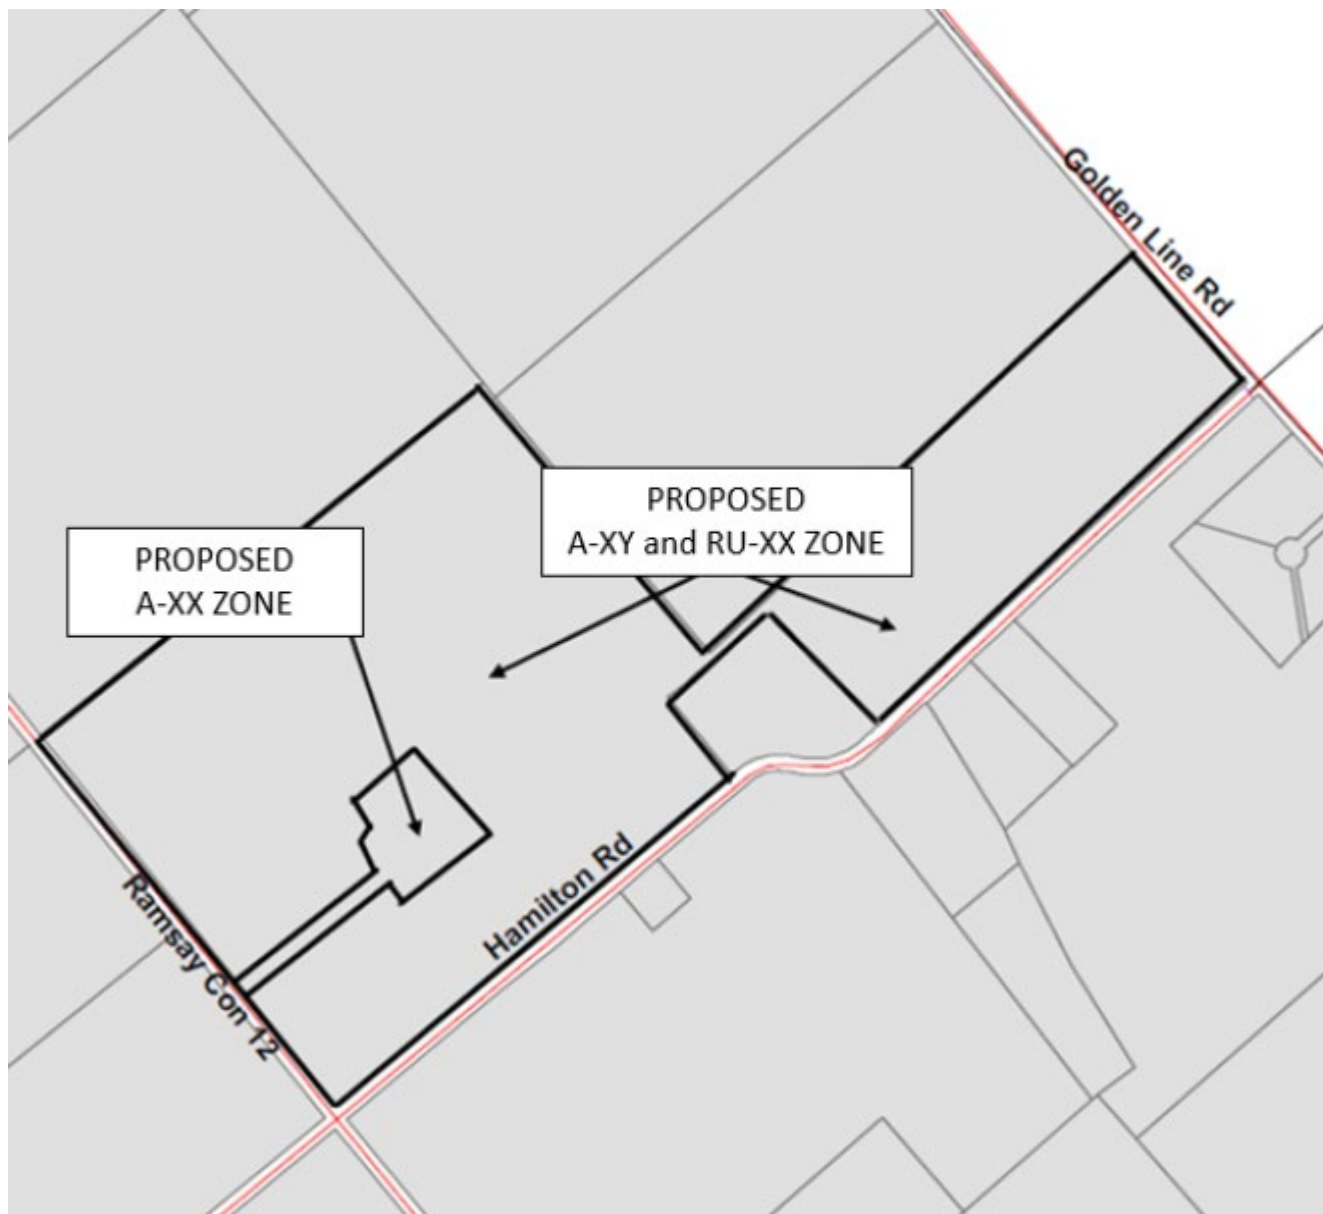 Golden Line Rd
PROPOSED
A-XY and RU-XX ZONE
PROPOSED
A-XX ZONE
Hamilton Rd
Ramsay Con 12